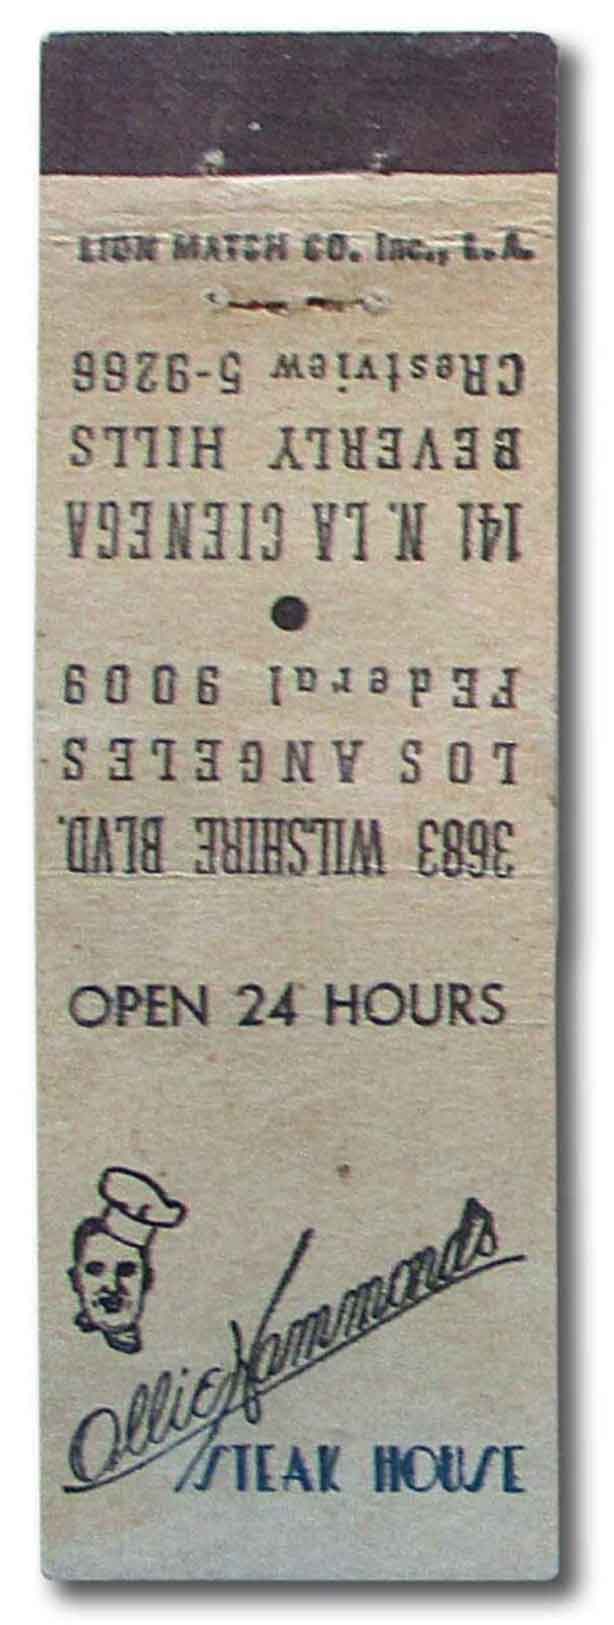 LION MATCH CO. Inc., L.A.
3683 WILSHIRE BLVD.
LOS ANGELES
FEderal 9009
141 N. LA CIENEGA
BEVERLY HILLS
CRestview 5-9266
OPEN 24 HOURS
Ollie Hammond's
STEAK HOUSE